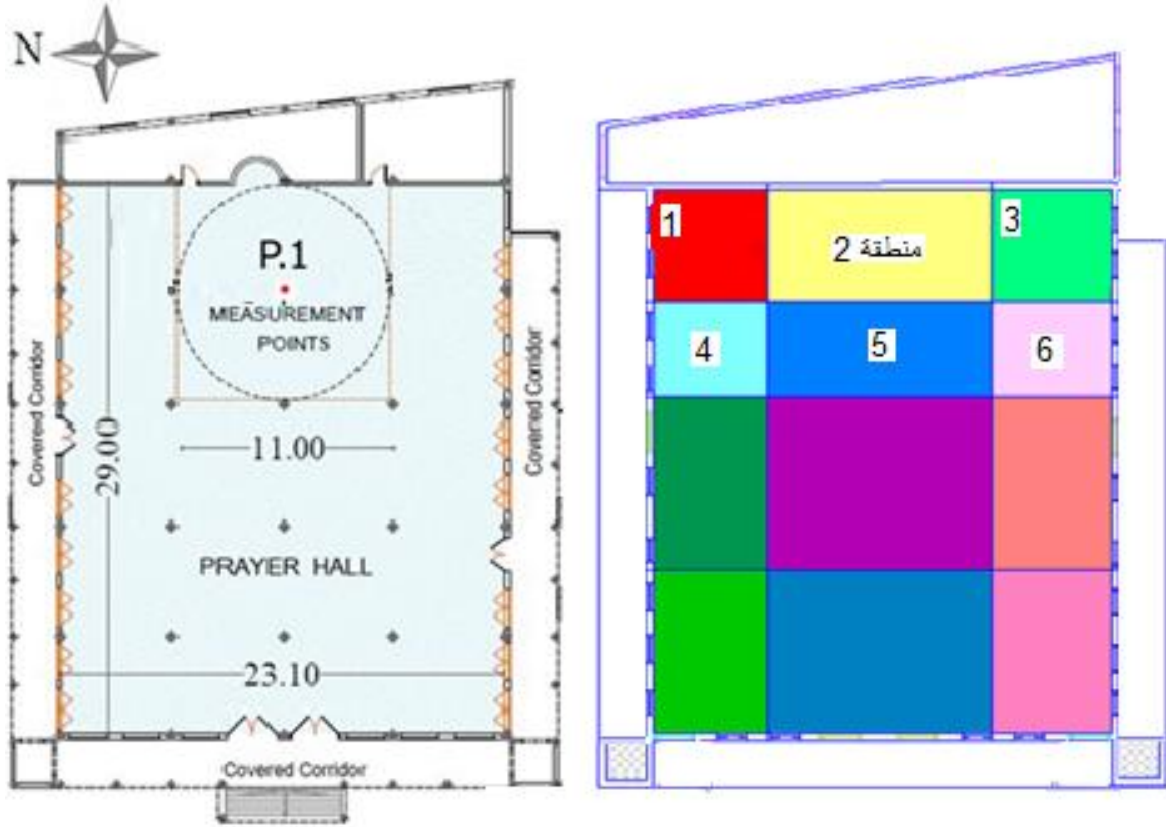 N
P.1
MEASUREMENT
POINTS
Covered Corridor
Covered Corridor
29.00
11.00
PRAYER HALL
23.10
Covered Corridor
1
منطقة 2
3
4
5
6